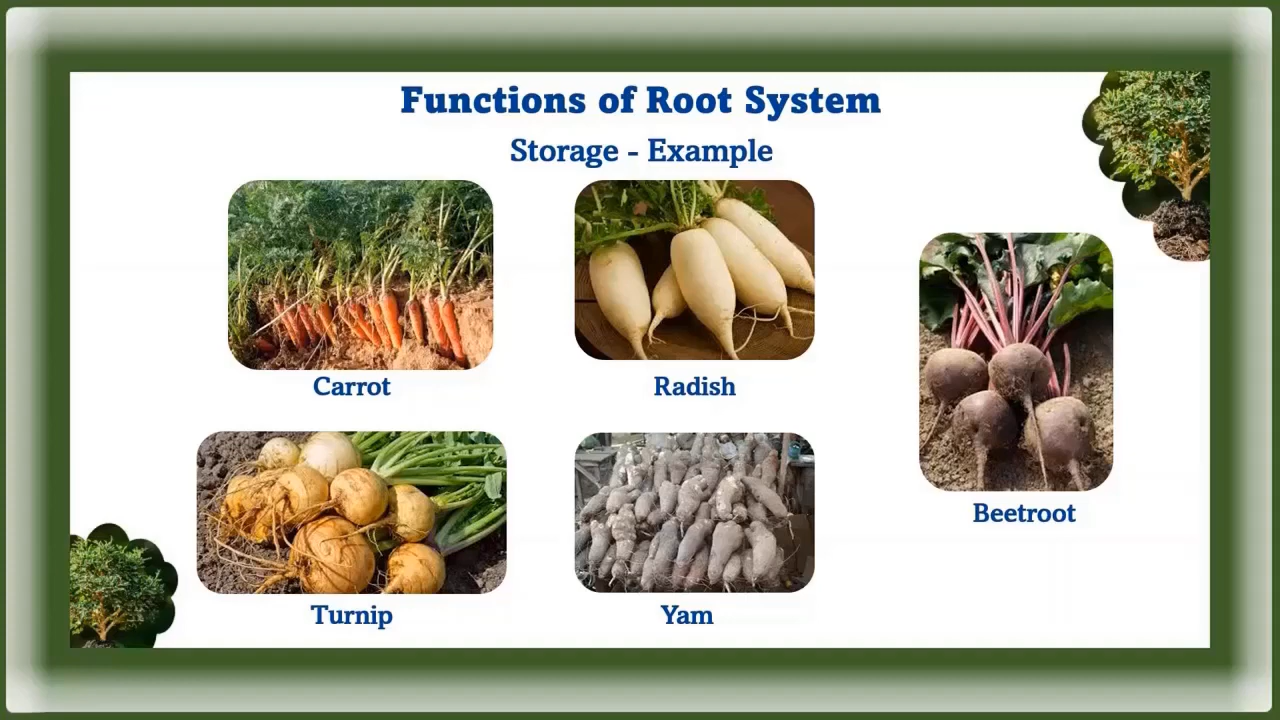 Functions of Root System
Storage - Example
Carrot
Radish
Beetroot
Turnip
Yam